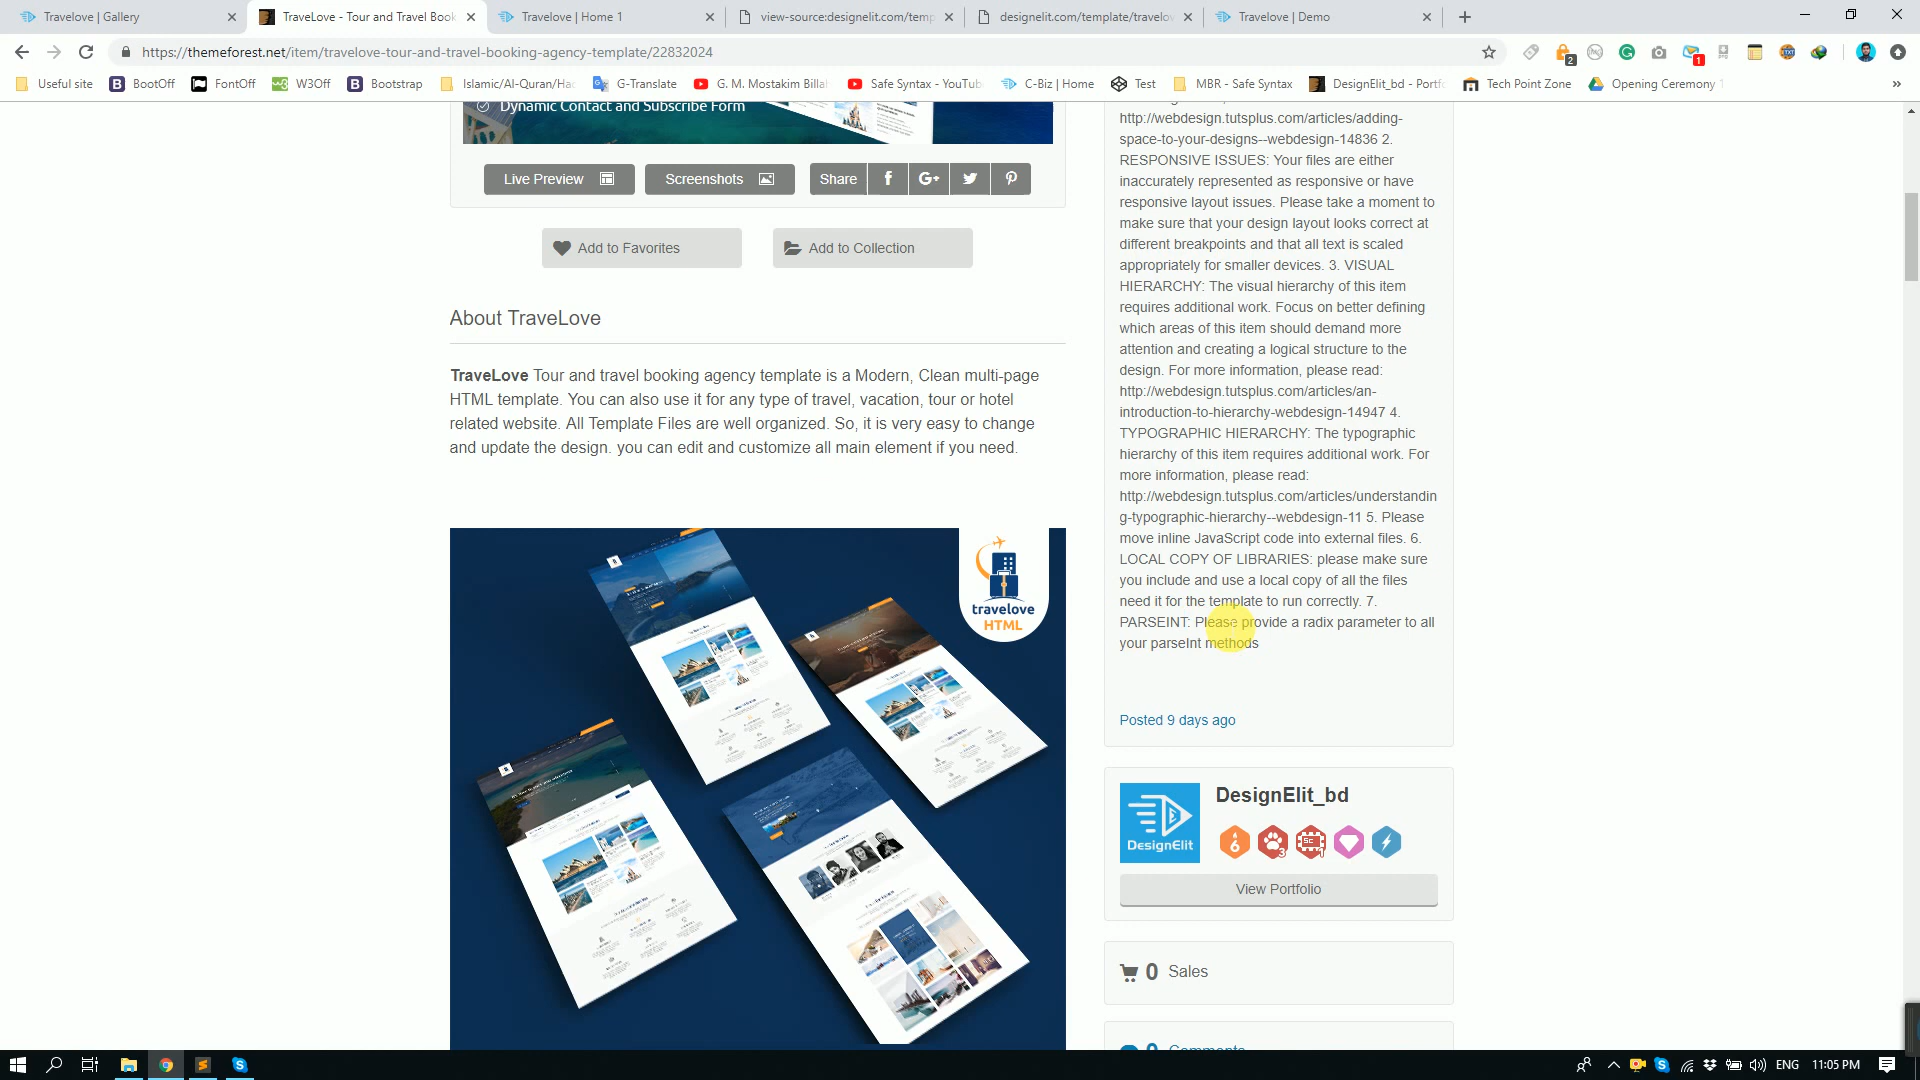 Travelove | Gallery
TraveLove - Tour and Travel Book
Travelove | Home 1
view-source:designelit.com/temp
designelit.com/template/travelov
Travelove | Demo
https://themeforest.net/item/travelove-tour-and-travel-booking-agency-template/22832024
Useful site
BootOff
FontOff
W3Off
Bootstrap
Islamic/Al-Quran/Ha
G-Translate
G. M. Mostakim Billa
Safe Syntax - YouTub
C-Biz | Home
Test
MBR - Safe Syntax
DesignElit_bd - Portf
Tech Point Zone
Opening Ceremony
Dynamic Contact and Subscribe Form
Live Preview
Screenshots
Share
Add to Favorites
Add to Collection
About TraveLove
TraveLove Tour and travel booking agency template is a Modern, Clean multi-page
HTML template. You can also use it for any type of travel, vacation, tour or hotel
related website. All Template Files are well organized. So, it is very easy to change
and update the design. you can edit and customize all main element if you need.
travelove
HTML
http://webdesign.tutsplus.com/articles/adding-
space-to-your-designs--webdesign-14836 2.
RESPONSIVE ISSUES: Your files are either
inaccurately represented as responsive or have
responsive layout issues. Please take a moment to
make sure that your design layout looks correct at
different breakpoints and that all text is scaled
appropriately for smaller devices. 3. VISUAL
HIERARCHY: The visual hierarchy of this item
requires additional work. Focus on better defining
which areas of this item should demand more
attention and creating a logical structure to the
design. For more information, please read:
http://webdesign.tutsplus.com/articles/an-
introduction-to-hierarchy-webdesign-14947 4.
TYPOGRAPHIC HIERARCHY: The typographic
hierarchy of this item requires additional work. For
more information, please read:
http://webdesign.tutsplus.com/articles/understandin
g-typographic-hierarchy--webdesign-11 5. Please
move inline JavaScript code into external files. 6.
LOCAL COPY OF LIBRARIES: please make sure
you include and use a local copy of all the files
need it for the template to run correctly. 7.
PARSEINT: Please provide a radix parameter to all
your parseInt methods
Posted 9 days ago
DesignElit
DesignElit_bd
View Portfolio
0 Sales
0 Comments
ENG
11:05 PM